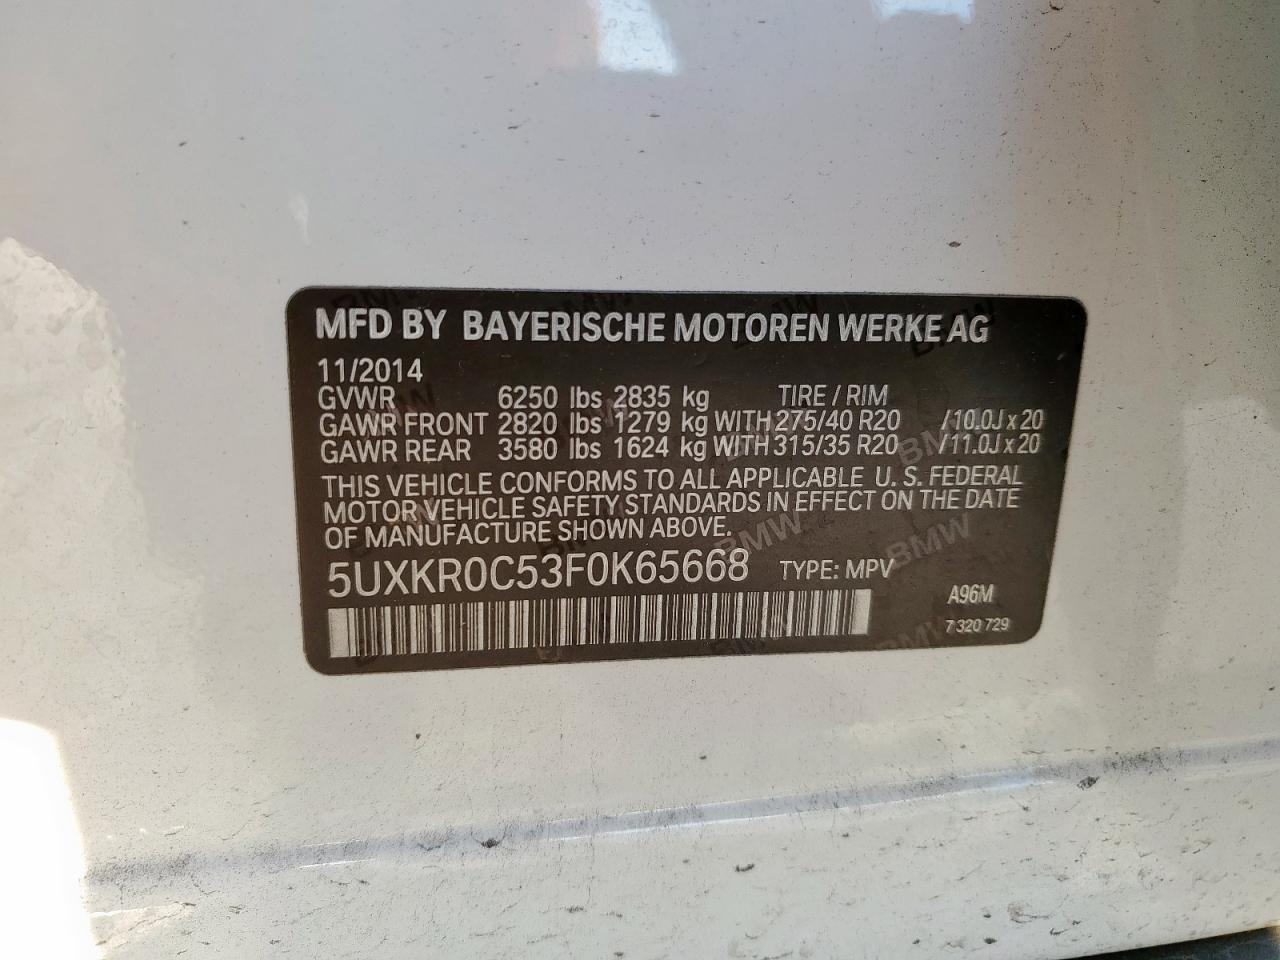 MFD BY BAYERISCHE MOTOREN WERKE AG
11/2014
GVWR 6250 lbs 2835 kg TIRE / RIM
GAWR FRONT 2820 lbs 1279 kg WITH 275/40 R20 /10.0J x 20
GAWR REAR 3580 lbs 1624 kg WITH 315/35 R20 /11.0J x 20
THIS VEHICLE CONFORMS TO ALL APPLICABLE U. S. FEDERAL
MOTOR VEHICLE SAFETY STANDARDS IN EFFECT ON THE DATE
OF MANUFACTURE SHOWN ABOVE.
5UXKR0C53F0K65668 TYPE: MPV
A96M
7 320 729